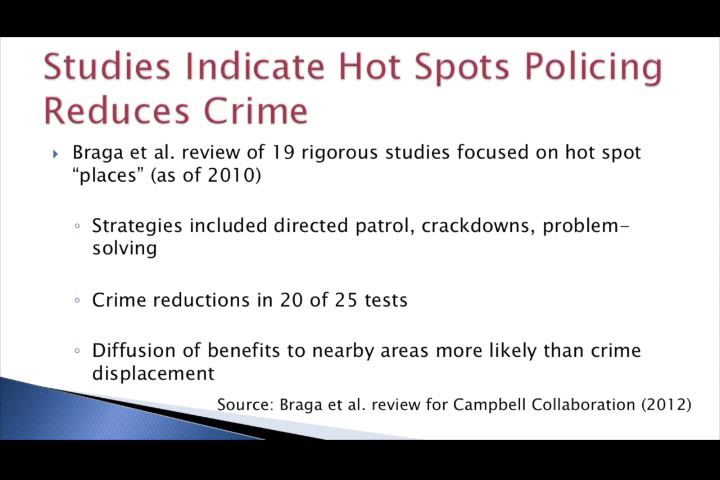 Studies Indicate Hot Spots Policing
Reduces Crime
Braga et al. review of 19 rigorous studies focused on hot spot
“places” (as of 2010)
Strategies included directed patrol, crackdowns, problem-
solving
Crime reductions in 20 of 25 tests
Diffusion of benefits to nearby areas more likely than crime
displacement
Source: Braga et al. review for Campbell Collaboration (2012)